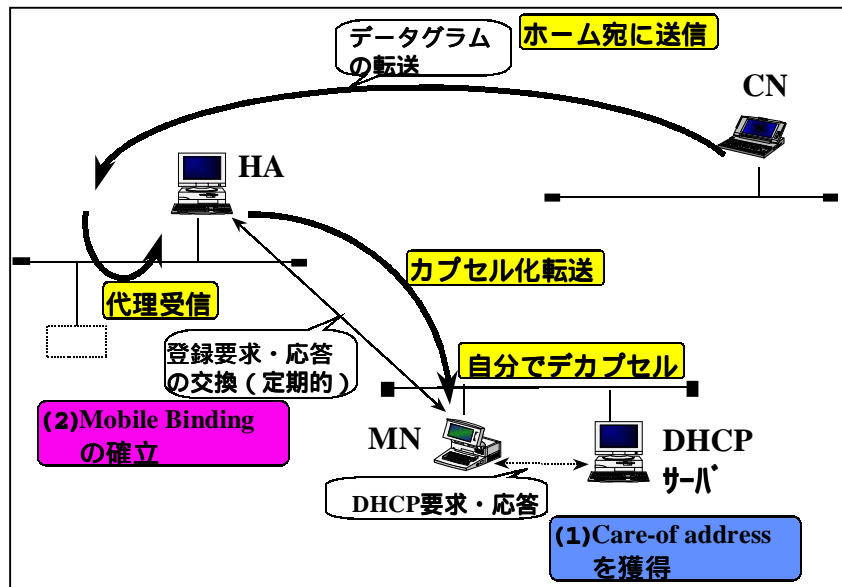 データグラム
の転送
ホーム宛に送信
CN
HA
カプセル化転送
代理受信
登録要求・応答
の交換（定期的）
自分でデカプセル
(2)Mobile Binding
の確立
MN
DHCP
サーバ
DHCP要求・応答
(1)Care-of address
を獲得